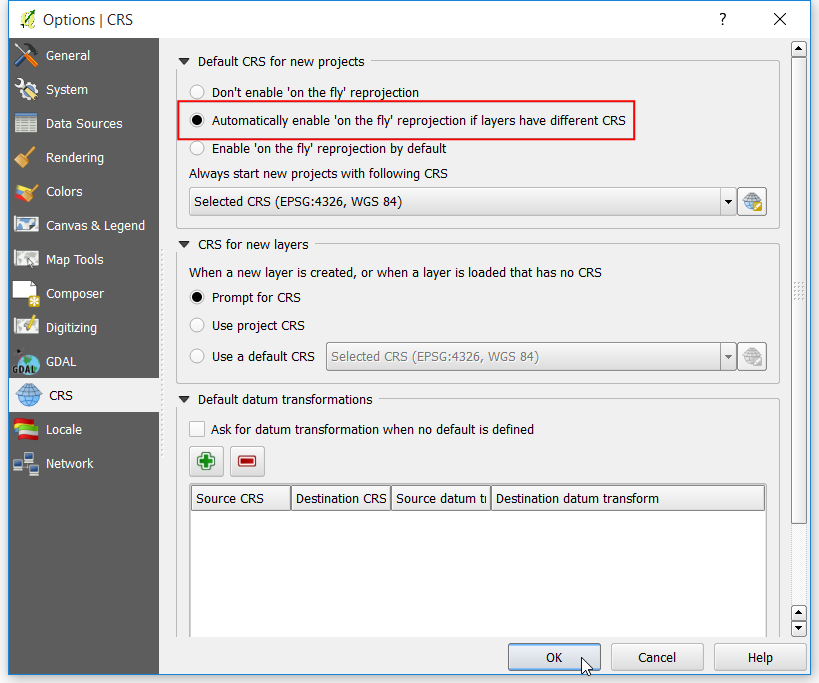 Options | CRS
?
General
System
Data Sources
Rendering
Colors
Canvas & Legend
Map Tools
Composer
Digitizing
GDAL
GDAL
CRS
Locale
Network
Default CRS for new projects
Don't enable 'on the fly' reprojection
Automatically enable 'on the fly' reprojection if layers have different CRS
Enable 'on the fly' reprojection by default
Always start new projects with following CRS
Selected CRS (EPSG:4326, WGS 84)
CRS for new layers
When a new layer is created, or when a layer is loaded that has no CRS
Prompt for CRS
Use project CRS
Use a default CRS Selected CRS (EPSG:4326, WGS 84)
Default datum transformations
Ask for datum transformation when no default is defined
Source CRS Destination CRS Source datum tr Destination datum transform
OK Cancel Help